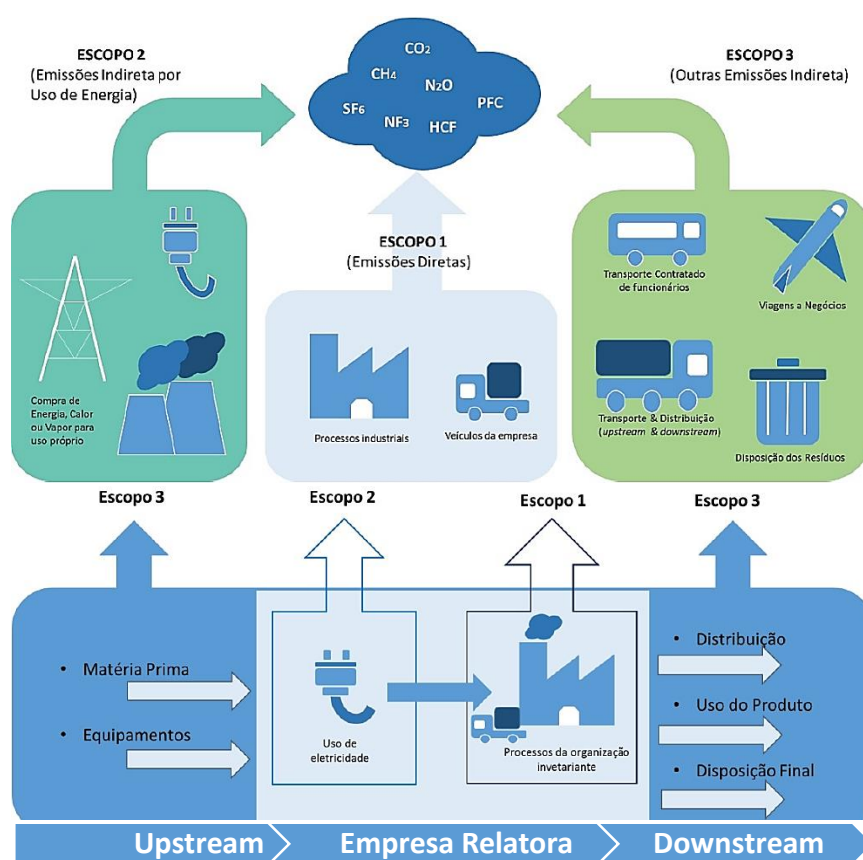 ESCOPO 2
(Emissões Indireta por
Uso de Energia)
CO₂
CH₄
N₂O
SF₆
PFC
NF₃
HCF
ESCOPO 3
(Outras Emissões Indireta)
ESCOPO 1
(Emissões Diretas)
Compra de
Energia, Calor
ou Vapor para
uso próprio
Processos industriais
Veículos da empresa
Transporte Contratado
de funcionários
Viagens a Negócios
Transporte & Distribuição
(upstream & downstream)
Disposição dos Resíduos
Escopo 3
Escopo 2
Escopo 1
Escopo 3
• Matéria Prima
• Equipamentos
Uso de
eletricidade
Processos da organização
invetariante
• Distribuição
• Uso do Produto
• Disposição Final
Upstream
Empresa Relatora
Downstream